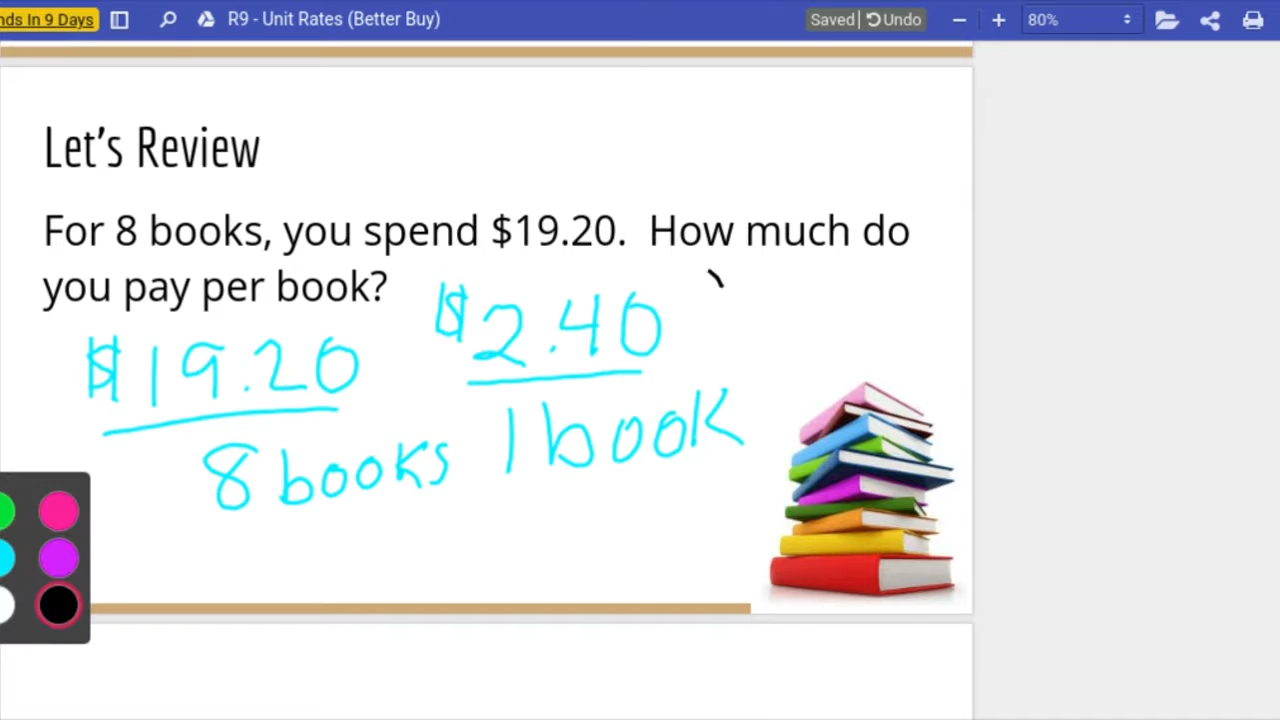 nds In 9 Days
R9 - Unit Rates (Better Buy)
Saved | Undo
80%
Let's Review
For 8 books, you spend $19.20. How much do
you pay per book?
$19.20
8 books
$2.40
1 book